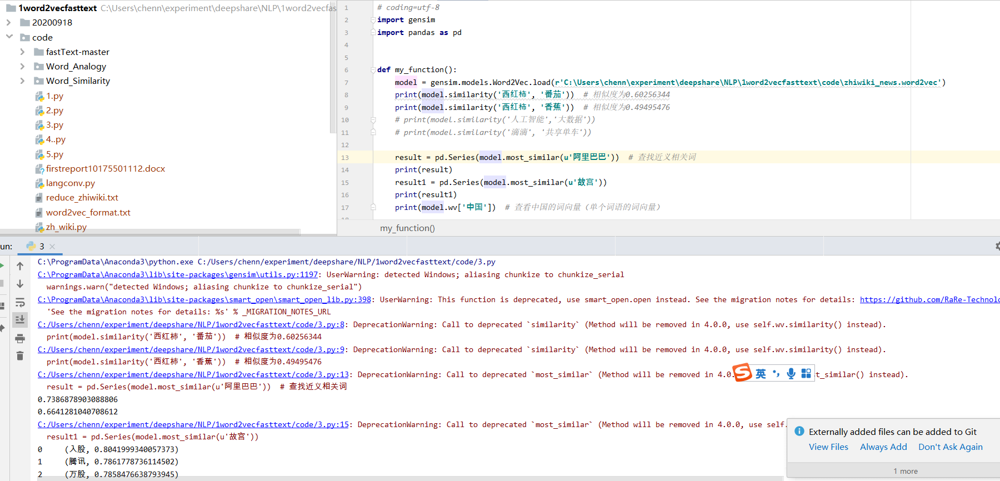 1word2vecfasttext C:\Users\chenn\experiment\deepshare\NLP\1word2vecfas
20200918
code
fastText-master
Word_Analogy
Word_Similarity
1.py
2.py
3.py
4..py
5.py
firstreport10175501112.docx
langconv.py
reduce_zhiwiki.txt
word2vec_format.txt
zh_wiki.py
1 # coding=utf-8
2 import gensim
3 import pandas as pd
4
5
6 def my_function():
7 model = gensim.models.Word2Vec.load(r'C:\Users\chenn\experiment\deepshare\NLP\1word2vecfasttext\code\zhiwiki_news.word2vec')
8 print(model.similarity('西红柿', '番茄')) # 相似度为0.60256344
9 print(model.similarity('西红柿', '香蕉')) # 相似度为0.49495476
10 # print(model.similarity('人工智能','大数据'))
11 # print(model.similarity('滴滴', '共享单车'))
12
13 result = pd.Series(model.most_similar(u'阿里巴巴')) # 查找近义相关词
14 print(result)
15 result1 = pd.Series(model.most_similar(u'故宫'))
16 print(result1)
17 print(model.wv['中国']) # 查看中国的词向量（单个词语的词向量）
18
my_function()
un: 3
C:\ProgramData\Anaconda3\python.exe C:/Users/chenn/experiment/deepshare/NLP/1word2vecfasttext/code/3.py
C:\ProgramData\Anaconda3\lib\site-packages\gensim\utils.py:1197: UserWarning: detected Windows; aliasing chunkize to chunkize_serial
warnings.warn("detected Windows; aliasing chunkize to chunkize_serial")
C:\ProgramData\Anaconda3\lib\site-packages\smart_open\smart_open_lib.py:398: UserWarning: This function is deprecated, use smart_open.open instead. See the migration notes for details: https://github.com/RaRe-Technolo
'See the migration notes for details: %s' % _MIGRATION_NOTES_URL
C:/Users/chenn/experiment/deepshare/NLP/1word2vecfasttext/code/3.py:8: DeprecationWarning: Call to deprecated `similarity` (Method will be removed in 4.0.0, use self.wv.similarity() instead).
print(model.similarity('西红柿', '番茄')) # 相似度为0.60256344
C:/Users/chenn/experiment/deepshare/NLP/1word2vecfasttext/code/3.py:9: DeprecationWarning: Call to deprecated `similarity` (Method will be removed in 4.0.0, use self.wv.similarity() instead).
print(model.similarity('西红柿', '香蕉')) # 相似度为0.49495476
C:/Users/chenn/experiment/deepshare/NLP/1word2vecfasttext/code/3.py:13: DeprecationWarning: Call to deprecated `most_similar` (Method will be removed in 4.0. 英 t_similar() instead).
result = pd.Series(model.most_similar(u'阿里巴巴')) # 查找近义相关词
0.7386878903088806
0.6641281040708612
C:/Users/chenn/experiment/deepshare/NLP/1word2vecfasttext/code/3.py:15: DeprecationWarning: Call to deprecated `most_similar` (Method will be removed in 4.0.0, use self.
result1 = pd.Series(model.most_similar(u'故宫'))
0 (入股, 0.8041999340057373)
1 (腾讯, 0.7861778736114502)
2 (万股, 0.7858476638793945)
Externally added files can be added to Git
View Files Always Add Don't Ask Again
1 more